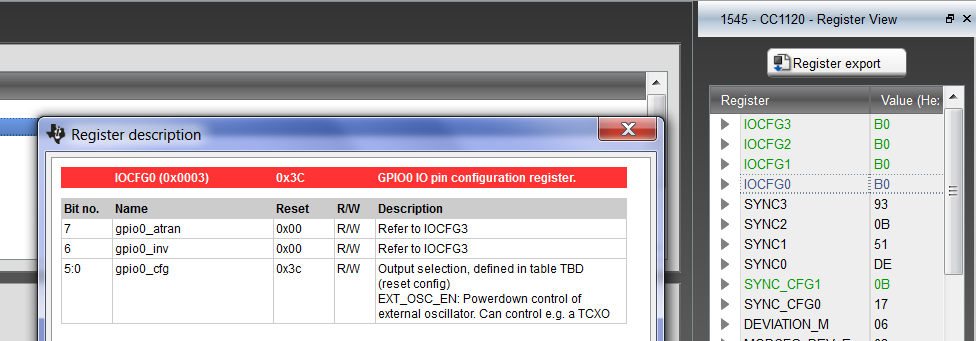 1545 - CC1120 - Register View
Register export
Register Value (He:
IOCFG3 B0
IOCFG2 B0
IOCFG1 B0
IOCFG0 B0
SYNC3 93
SYNC2 0B
SYNC1 51
SYNC0 DE
SYNC_CFG1 0B
SYNC_CFG0 17
DEVIATION_M 06
Register description
IOCFG0 (0x0003) 0x3C GPIO0 IO pin configuration register.
Bit no. Name Reset R/W Description
7 gpio0_atran 0x00 R/W Refer to IOCFG3
6 gpio0_inv 0x00 R/W Refer to IOCFG3
5:0 gpio0_cfg 0x3c R/W Output selection, defined in table TBD
(reset config)
EXT_OSC_EN: Powerdown control of
external oscillator. Can control e.g. a TCXO